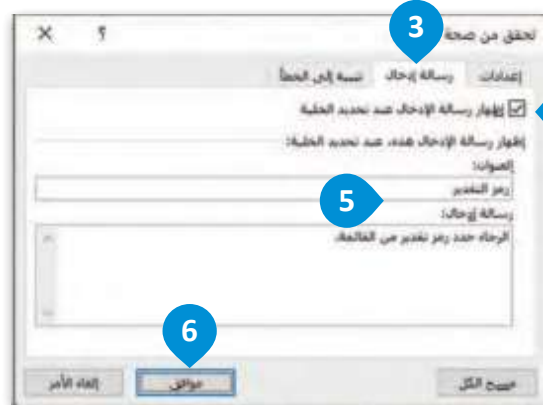 تحقق من صحة
؟
×
3
إعدادات
رسالة إدخال
تنبيه إلى الخطأ
إظهار رسالة الإدخال عند تحديد الخلية
إظهار رسالة الإدخال هذه، عند تحديد الخلية:
العنوان:
رمز التقدير
5
رسالة إدخال:
الرجاء حدد رمز تقدير من القائمة.
6
مسح الكل
موافق
إلغاء الأمر